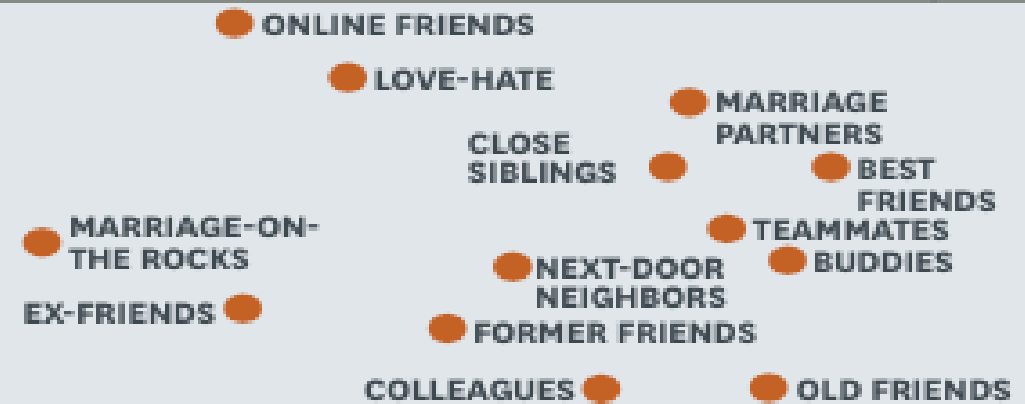 ONLINE FRIENDS
LOVE-HATE
MARRIAGE
PARTNERS
CLOSE
SIBLINGS
BEST
FRIENDS
MARRIAGE-ON-
THE ROCKS
TEAMMATES
BUDDIES
NEXT-DOOR
NEIGHBORS
EX-FRIENDS
FORMER FRIENDS
COLLEAGUES
OLD FRIENDS